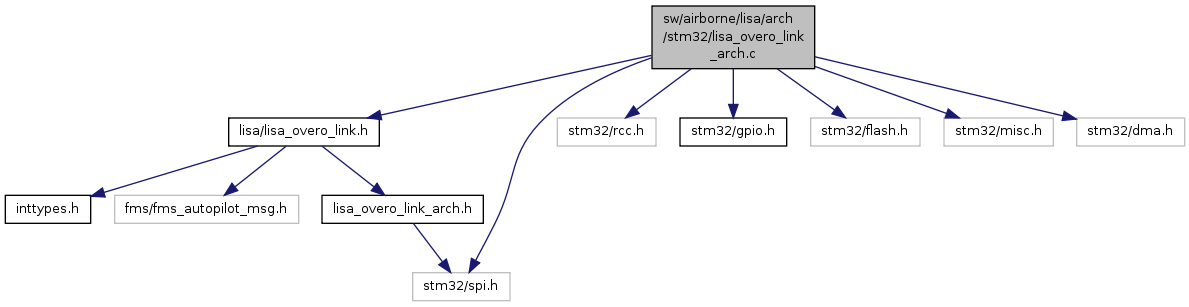 sw/airborne/lisa/arch
/stm32/lisa_overo_link
_arch.c
lisa/lisa_overo_link.h
stm32/rcc.h
stm32/gpio.h
stm32/flash.h
stm32/misc.h
stm32/dma.h
inttypes.h
fms/fms_autopilot_msg.h
lisa_overo_link_arch.h
stm32/spi.h